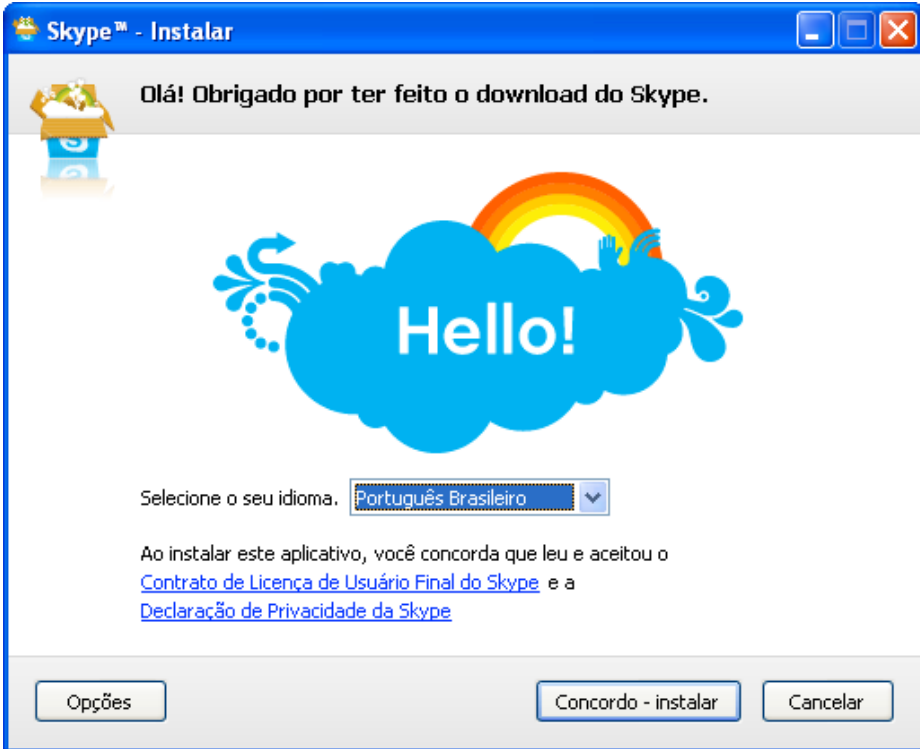 Skype™ - Instalar
Olá! Obrigado por ter feito o download do Skype.
Hello!
Selecione o seu idioma. Português Brasileiro
Ao instalar este aplicativo, você concorda que leu e aceitou o
Contrato de Licença de Usuário Final do Skype e a
Declaração de Privacidade da Skype
Opções Concordo - instalar Cancelar